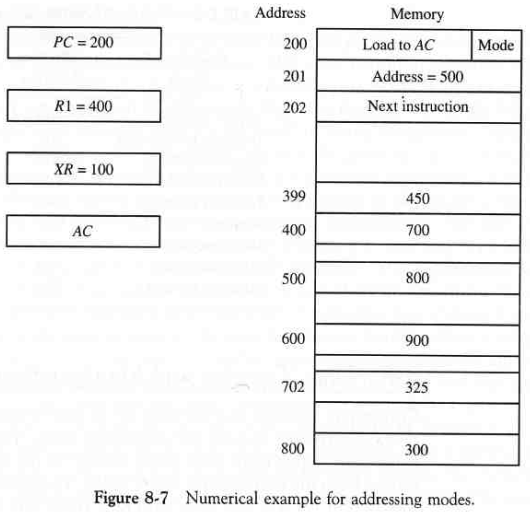 Address Memory
PC = 200
200 Load to AC Mode
201 Address = 500
R1 = 400
202 Next instruction
XR = 100
399 450
AC
400 700
500 800
600 900
702 325
800 300
Figure 8-7 Numerical example for addressing modes.